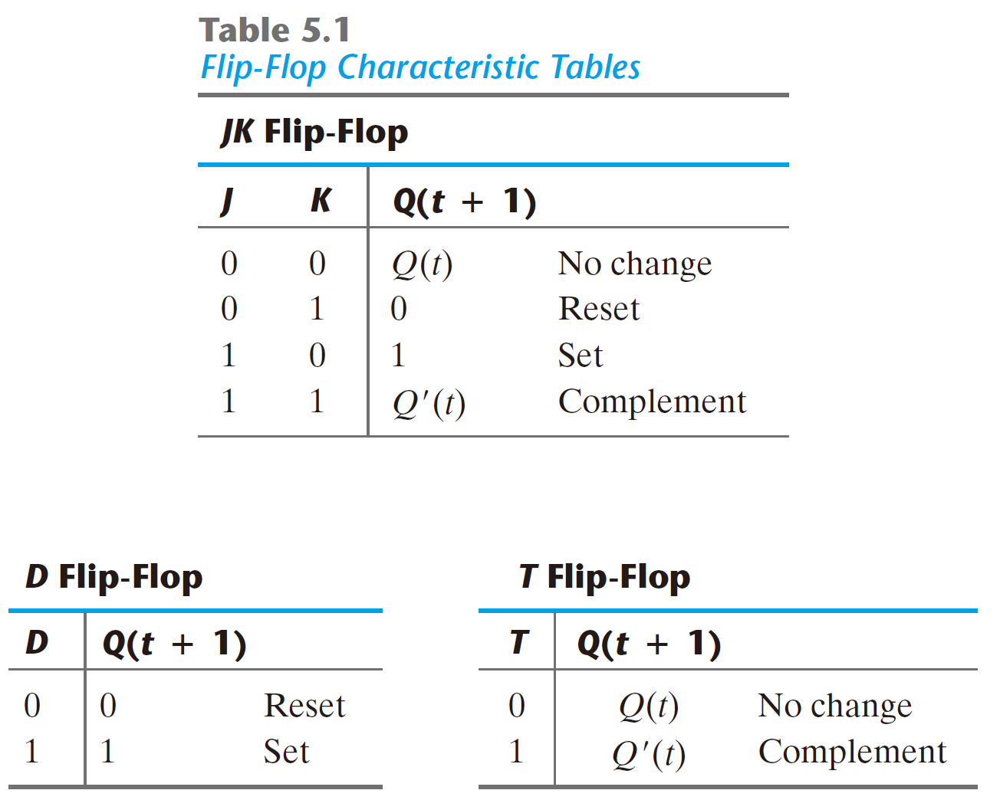 Table 5.1
Flip-Flop Characteristic Tables
JK Flip-Flop
J K Q(t + 1)
0 0 Q(t) No change
0 1 0 Reset
1 0 1 Set
1 1 Q′(t) Complement
D Flip-Flop
D Q(t + 1)
0 0 Reset
1 1 Set
T Flip-Flop
T Q(t + 1)
0 Q(t) No change
1 Q′(t) Complement